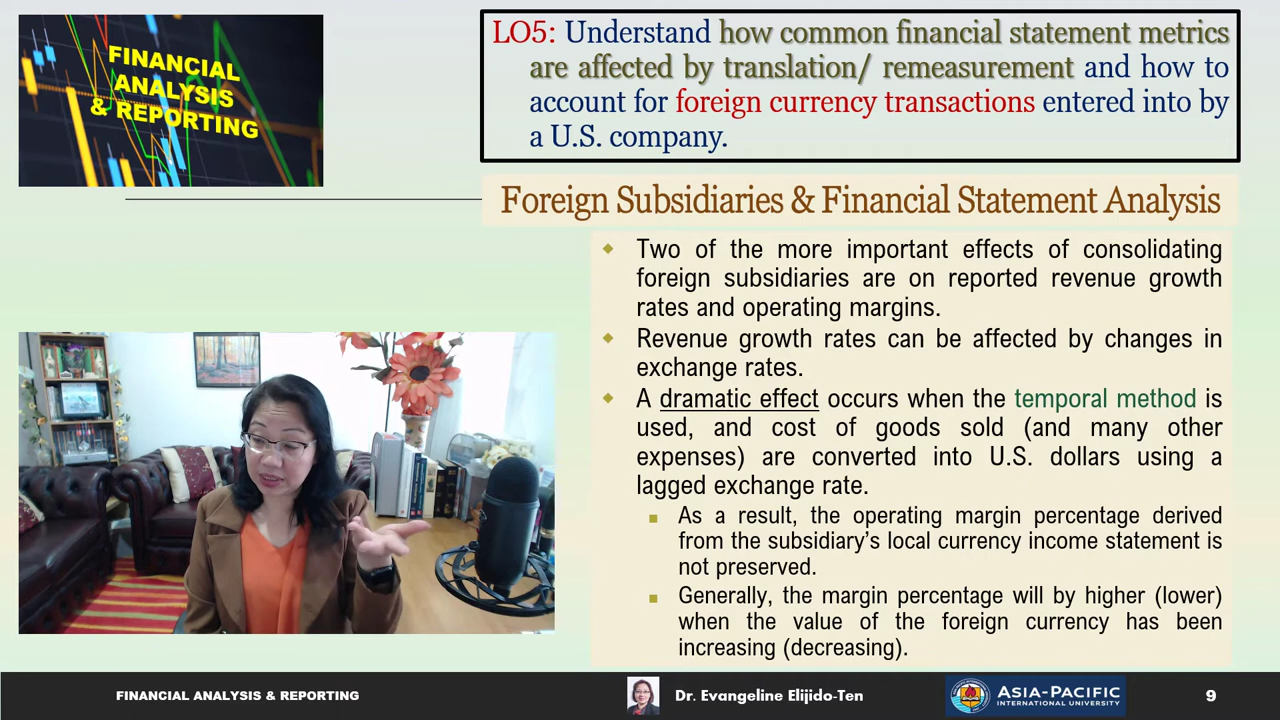 FINANCIAL
ANALYSIS
& REPORTING
LO5: Understand how common financial statement metrics
are affected by translation/ remeasurement and how to
account for foreign currency transactions entered into by
a U.S. company.
Foreign Subsidiaries & Financial Statement Analysis
Two of the more important effects of consolidating
foreign subsidiaries are on reported revenue growth
rates and operating margins.
Revenue growth rates can be affected by changes in
exchange rates.
A dramatic effect occurs when the temporal method is
used, and cost of goods sold (and many other
expenses) are converted into U.S. dollars using a
lagged exchange rate.
As a result, the operating margin percentage derived
from the subsidiary's local currency income statement is
not preserved.
Generally, the margin percentage will by higher (lower)
when the value of the foreign currency has been
increasing (decreasing).
FINANCIAL ANALYSIS & REPORTING
Dr. Evangeline Elijido-Ten
ASIA-PACIFIC
INTERNATIONAL UNIVERSITY
9